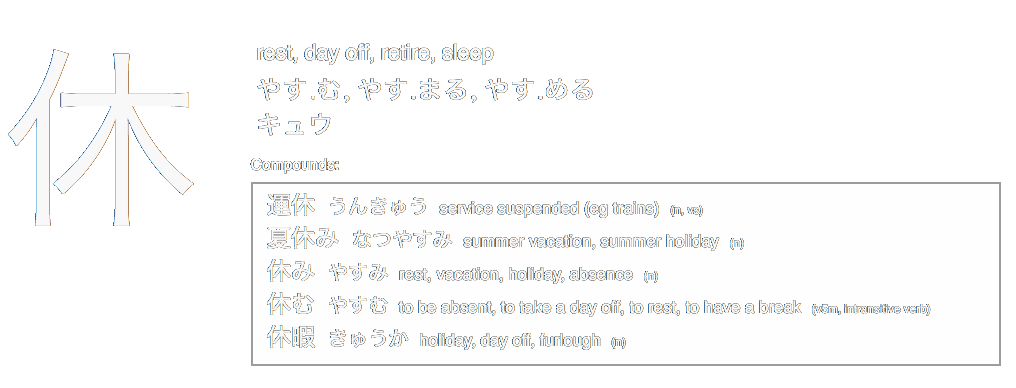 休
rest, day off, retire, sleep
やす.む, やす.まる, やす.める
キュウ
Compounds:
運休 うんきゅう service suspended (eg trains) (n, vs)
夏休み なつやすみ summer vacation, summer holiday (n)
休み やすみ rest, vacation, holiday, absence (n)
休む やすむ to be absent, to take a day off, to rest, to have a break (v5m, intransitive verb)
休暇 きゅうか holiday, day off, furlough (n)